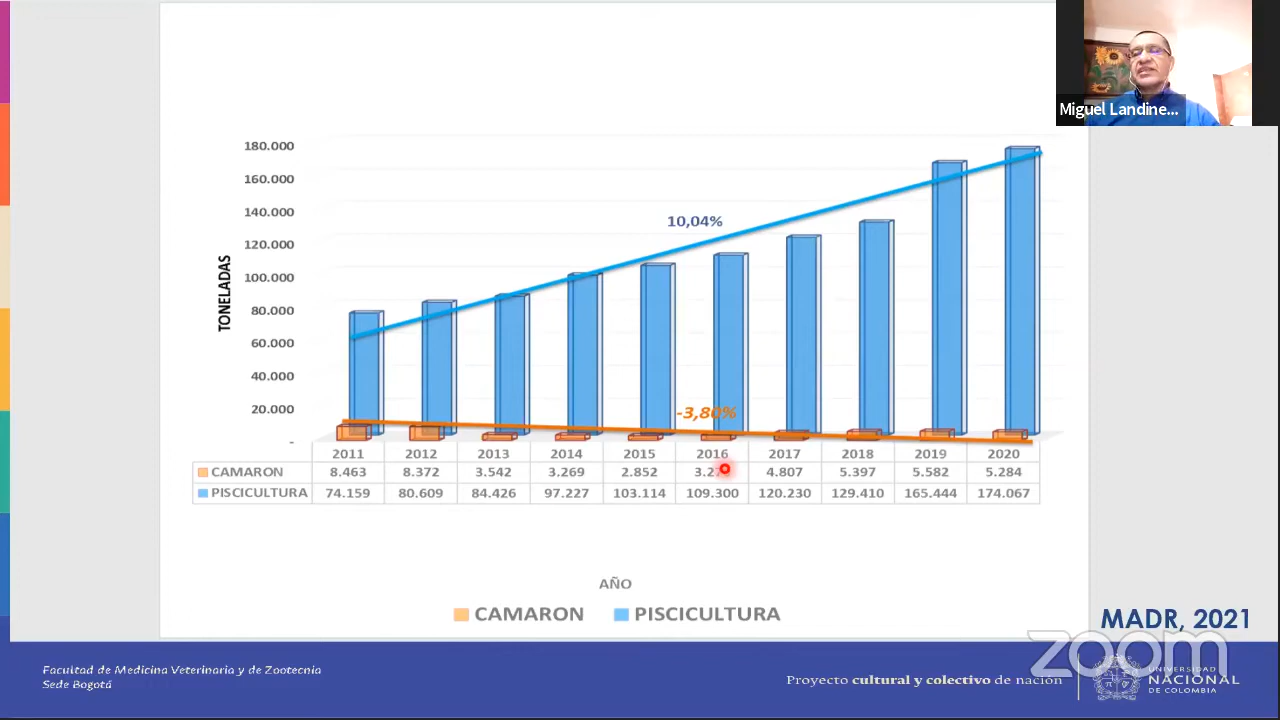 Miguel Landine...
180.000
160.000
140.000
120.000
100.000
80.000
60.000
40.000
20.000
-
TONELADAS
10,04%
-3,80%
2011 2012 2013 2014 2015 2016 2017 2018 2019 2020
CAMARON 8.463 8.372 3.542 3.269 2.852 4.807 5.397 5.582 5.284
PISCICULTURA 74.159 80.609 84.426 97.227 103.114 109.300 120.230 129.410 165.444 174.067
AÑO
CAMARON PISCICULTURA
MADR, 2021
zoom
Facultad de Medicina Veterinaria y de Zootecnia
Sede Bogotá
Proyecto cultural y colectivo de nación
UNIVERSIDAD
NACIONAL
DE COLOMBIA